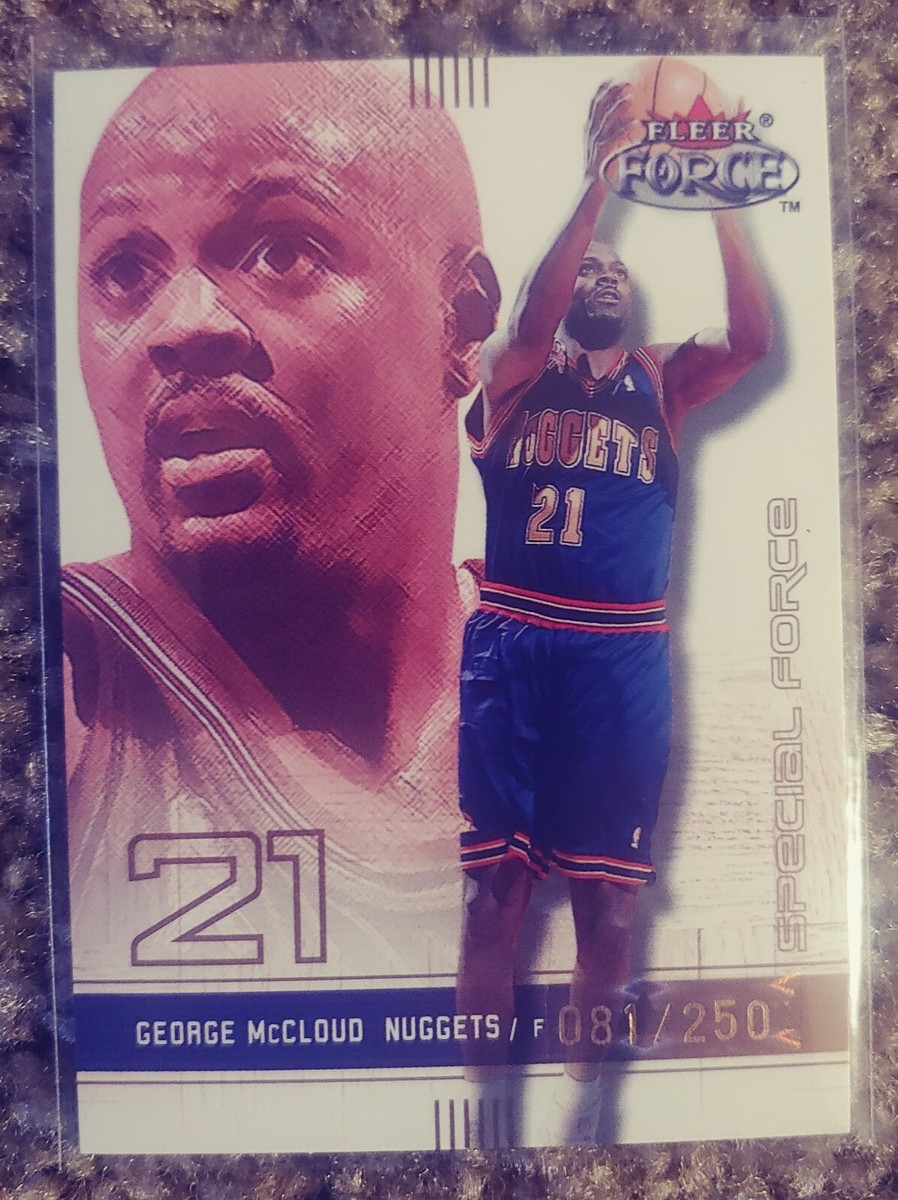 FLEER®
FORCE
TM
NUGGETS
21
SPECIAL FORCE
21
GEORGE McCLOUD NUGGETS / F 081/250